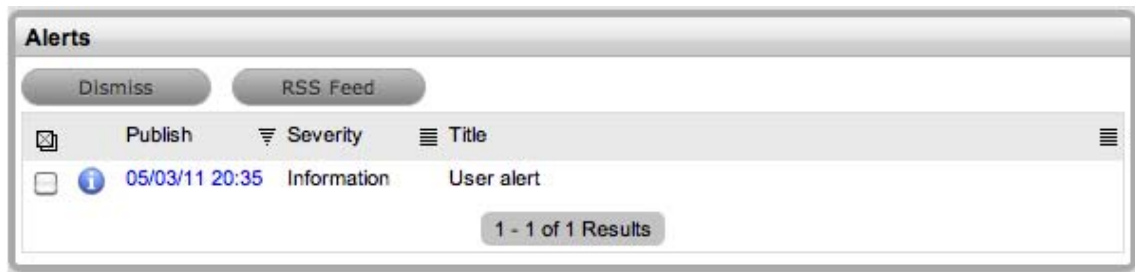 Alerts
Dismiss RSS Feed
Publish Severity Title
05/03/11 20:35 Information User alert
1 - 1 of 1 Results